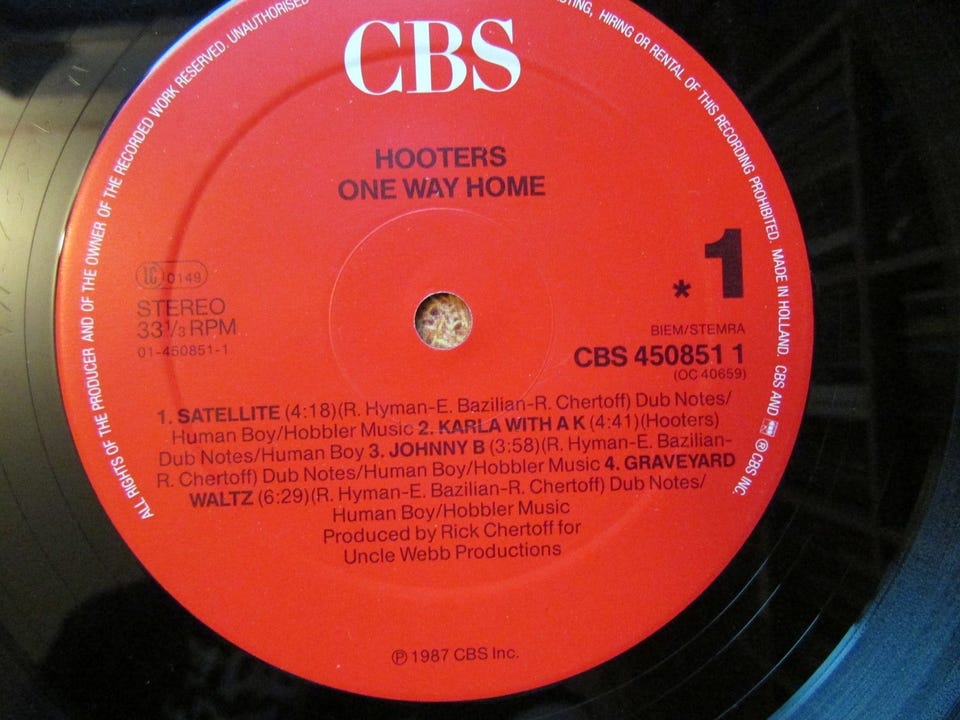 CBS
HOOTERS
ONE WAY HOME
LC 0149
STEREO
33 1/3 RPM
01-450851-1
1
*
BIEM/STEMRA
CBS 450851 1
(OC 40659)
1. SATELLITE (4:18)(R. Hyman-E. Bazilian-R. Chertoff) Dub Notes/
Human Boy/Hobbler Music 2. KARLA WITH A K (4:41)(Hooters)
Dub Notes/Human Boy 3. JOHNNY B (3:58)(R. Hyman-E. Bazilian-
R. Chertoff) Dub Notes/Human Boy/Hobbler Music 4. GRAVEYARD
WALTZ (6:29)(R. Hyman-E. Bazilian-R. Chertoff) Dub Notes/
Human Boy/Hobbler Music
Produced by Rick Chertoff for
Uncle Webb Productions
℗ 1987 CBS Inc.
ALL RIGHTS OF THE PRODUCER AND OF THE OWNER OF THE RECORDED WORK RESERVED. UNAUTHORISED
HIRING OR RENTAL OF THIS RECORDING PROHIBITED. MADE IN HOLLAND. CBS AND ® CBS INC.